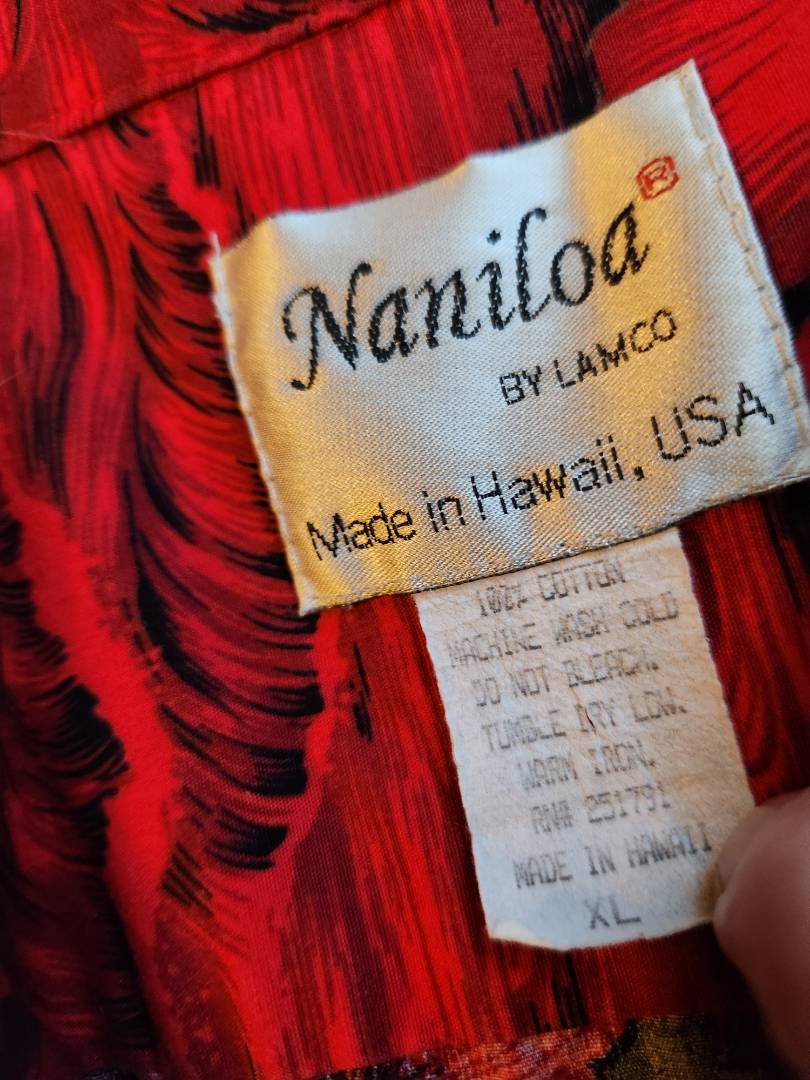 Naniloa®
BY LAMCO
Made in Hawaii, USA
100% COTTON
MACHINE WASH COLD
DO NOT BLEACH.
TUMBLE DRY LOW.
WARM IRON.
RN# 251791
MADE IN HAWAII
XL